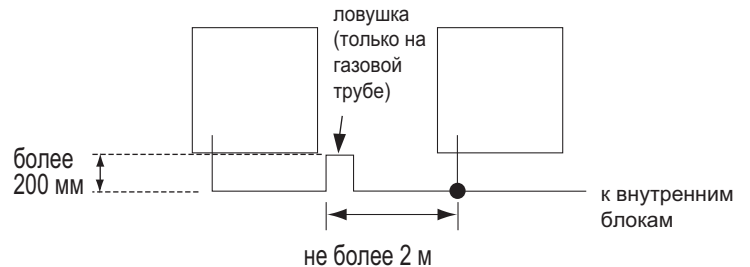 ловушка
(только на
газовой
трубе)
более
200 мм
к внутренним
блокам
не более 2 м